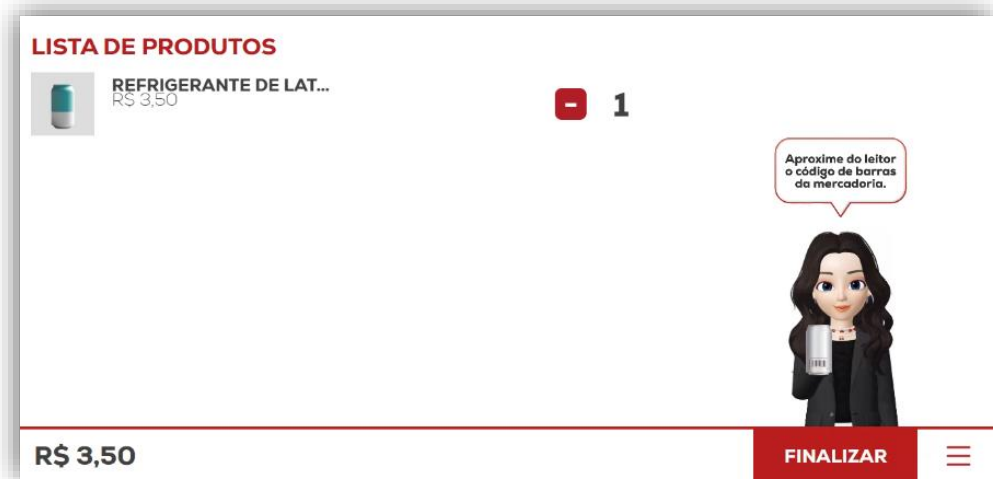 LISTA DE PRODUTOS
REFRIGERANTE DE LAT...
R$ 3,50
- 1
Aproxime do leitor
o código de barras
da mercadoria.
R$ 3,50
FINALIZAR